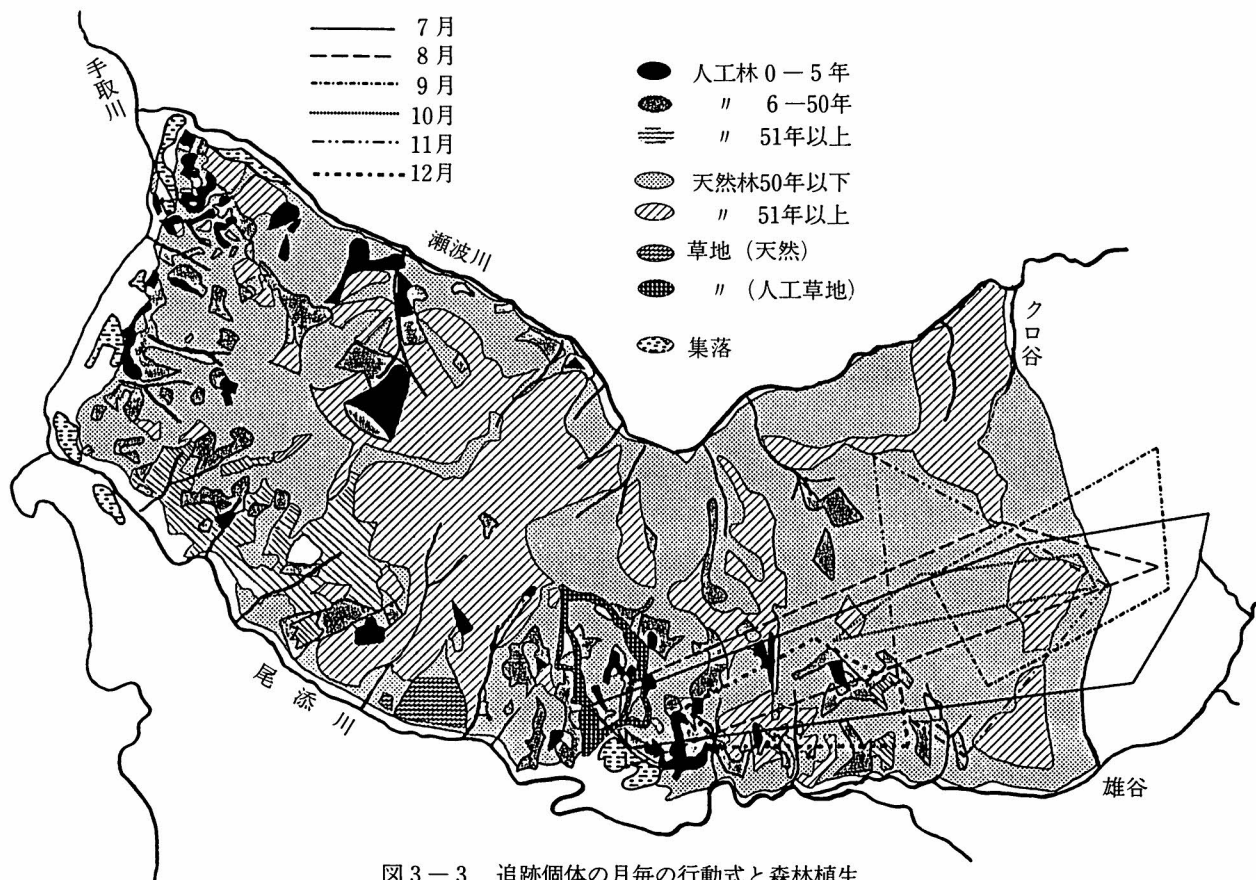 7月
8月
9月
10月
11月
12月
人工林 0－5年
〃 6－50年
〃 51年以上
天然林50年以下
〃 51年以上
草地（天然）
〃（人工草地）
集落
手取川
瀬波川
クロ谷
尾添川
雄谷
図3－3 追跡個体の月毎の行動式と森林植生